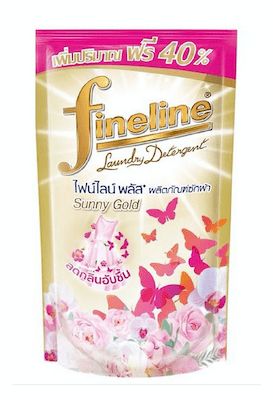 เพิ่มปริมาณ ฟรี 40%
fineline®
Laundry Detergent
ไฟน์ไลน์ พลัส+ ผลิตภัณฑ์ซักผ้า
Sunny Gold
ลดกลิ่นอับชื้น